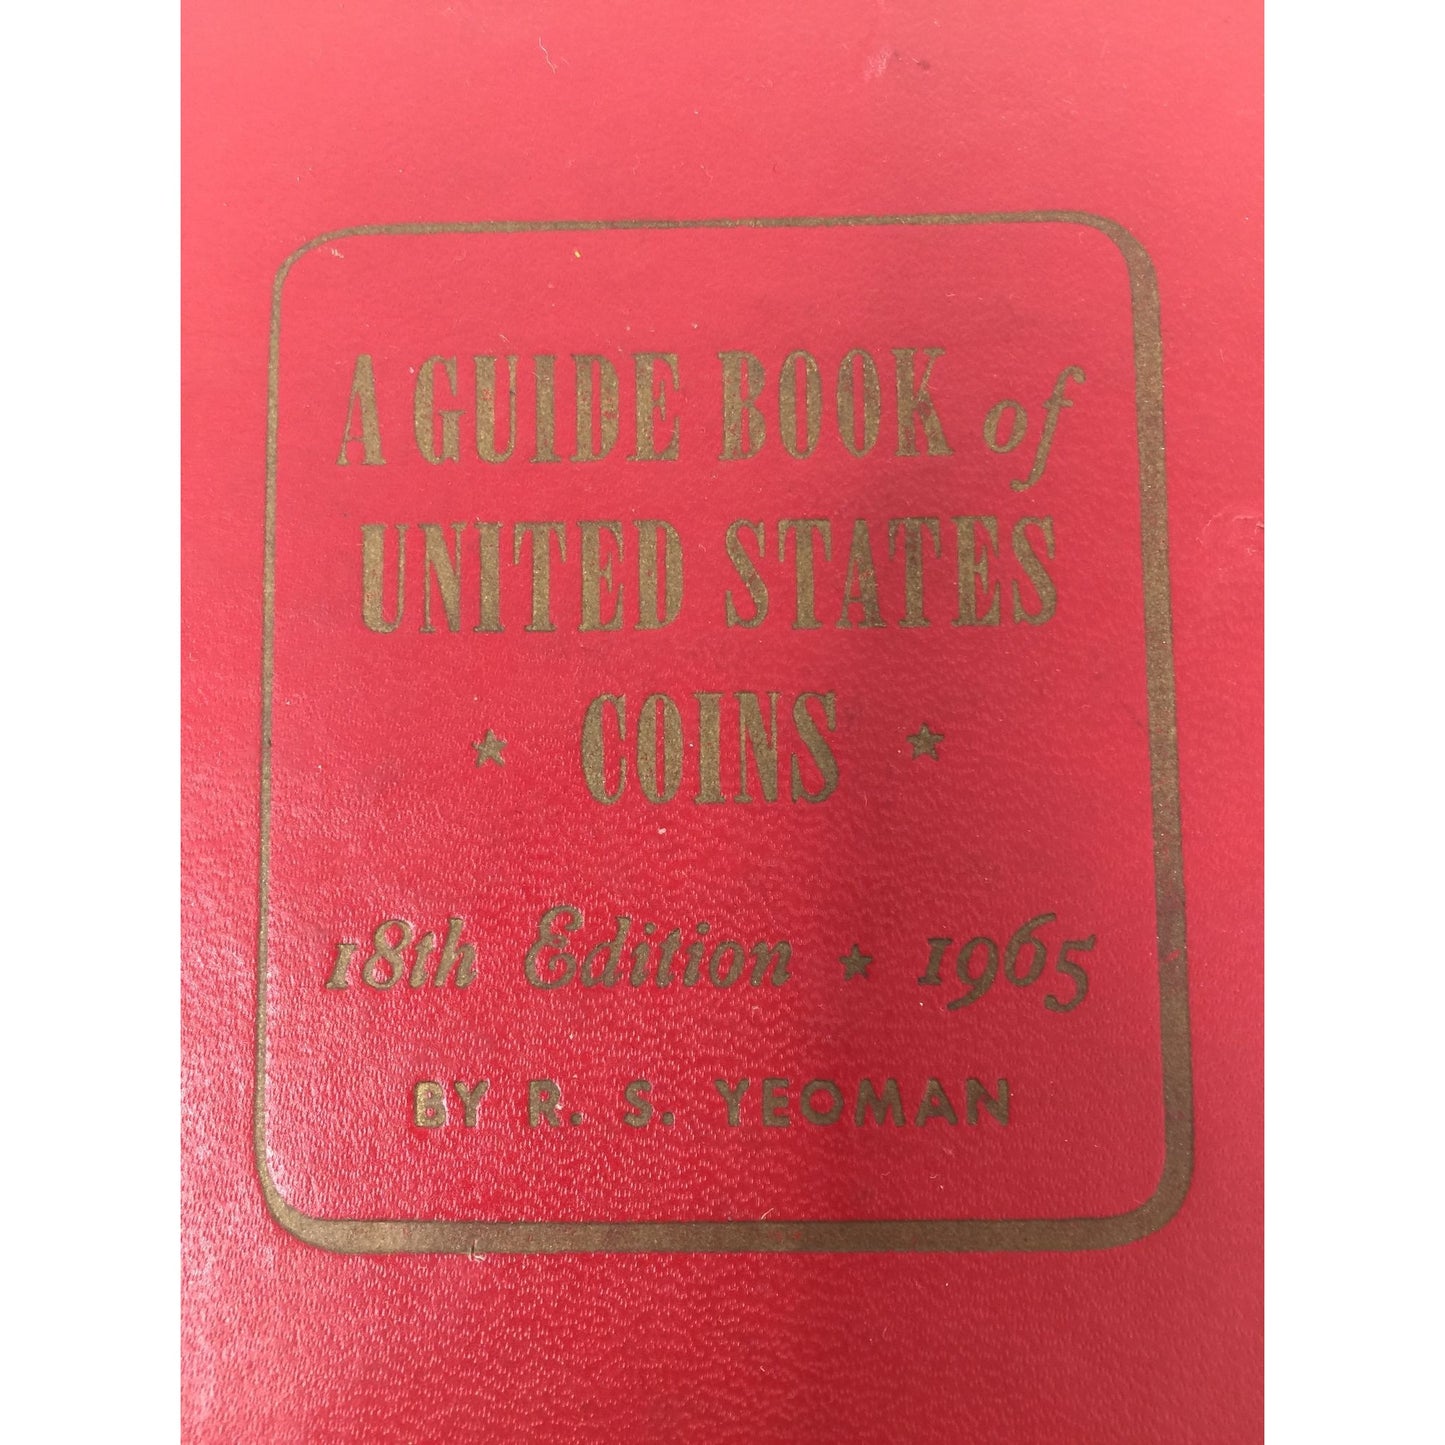 A GUIDE BOOK of
UNITED STATES
★ COINS ★
18th Edition ★ 1965
BY R. S. YEOMAN